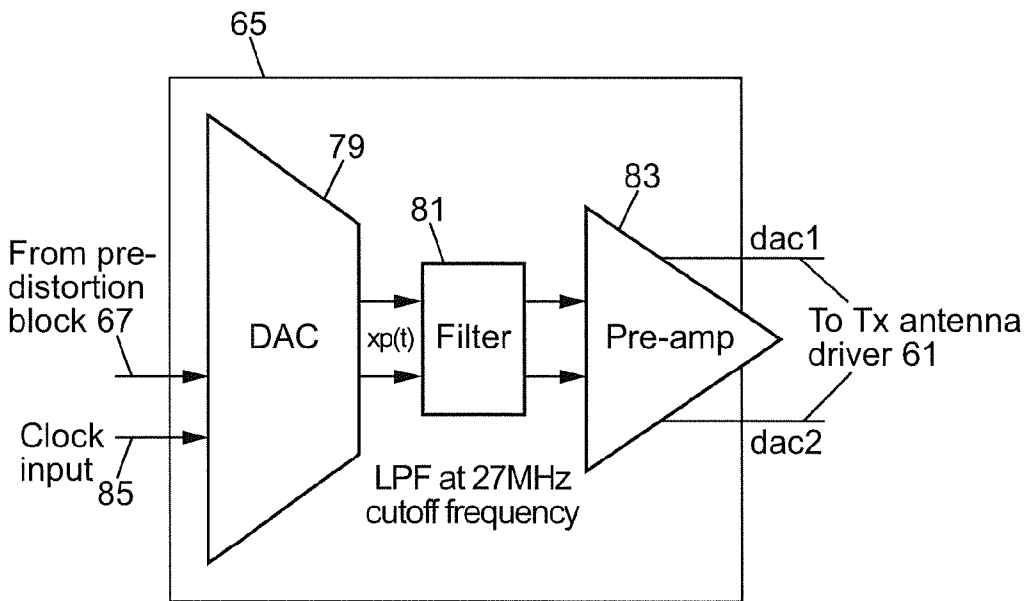 65
79
81
83
From pre-
distortion
block 67
DAC
xp(t)
Filter
Pre-amp
dac1
To Tx antenna
driver 61
dac2
Clock
input
85
LPF at 27MHz
cutoff frequency